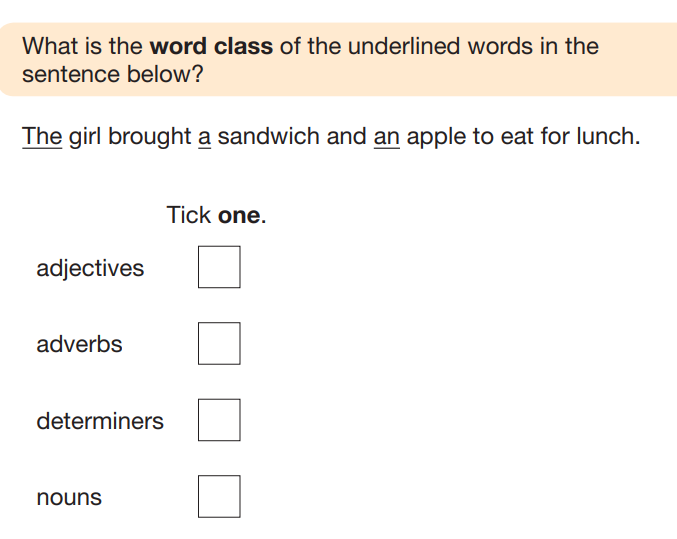 What is the word class of the underlined words in the
sentence below?
The girl brought a sandwich and an apple to eat for lunch.
Tick one.
adjectives
adverbs
determiners
nouns